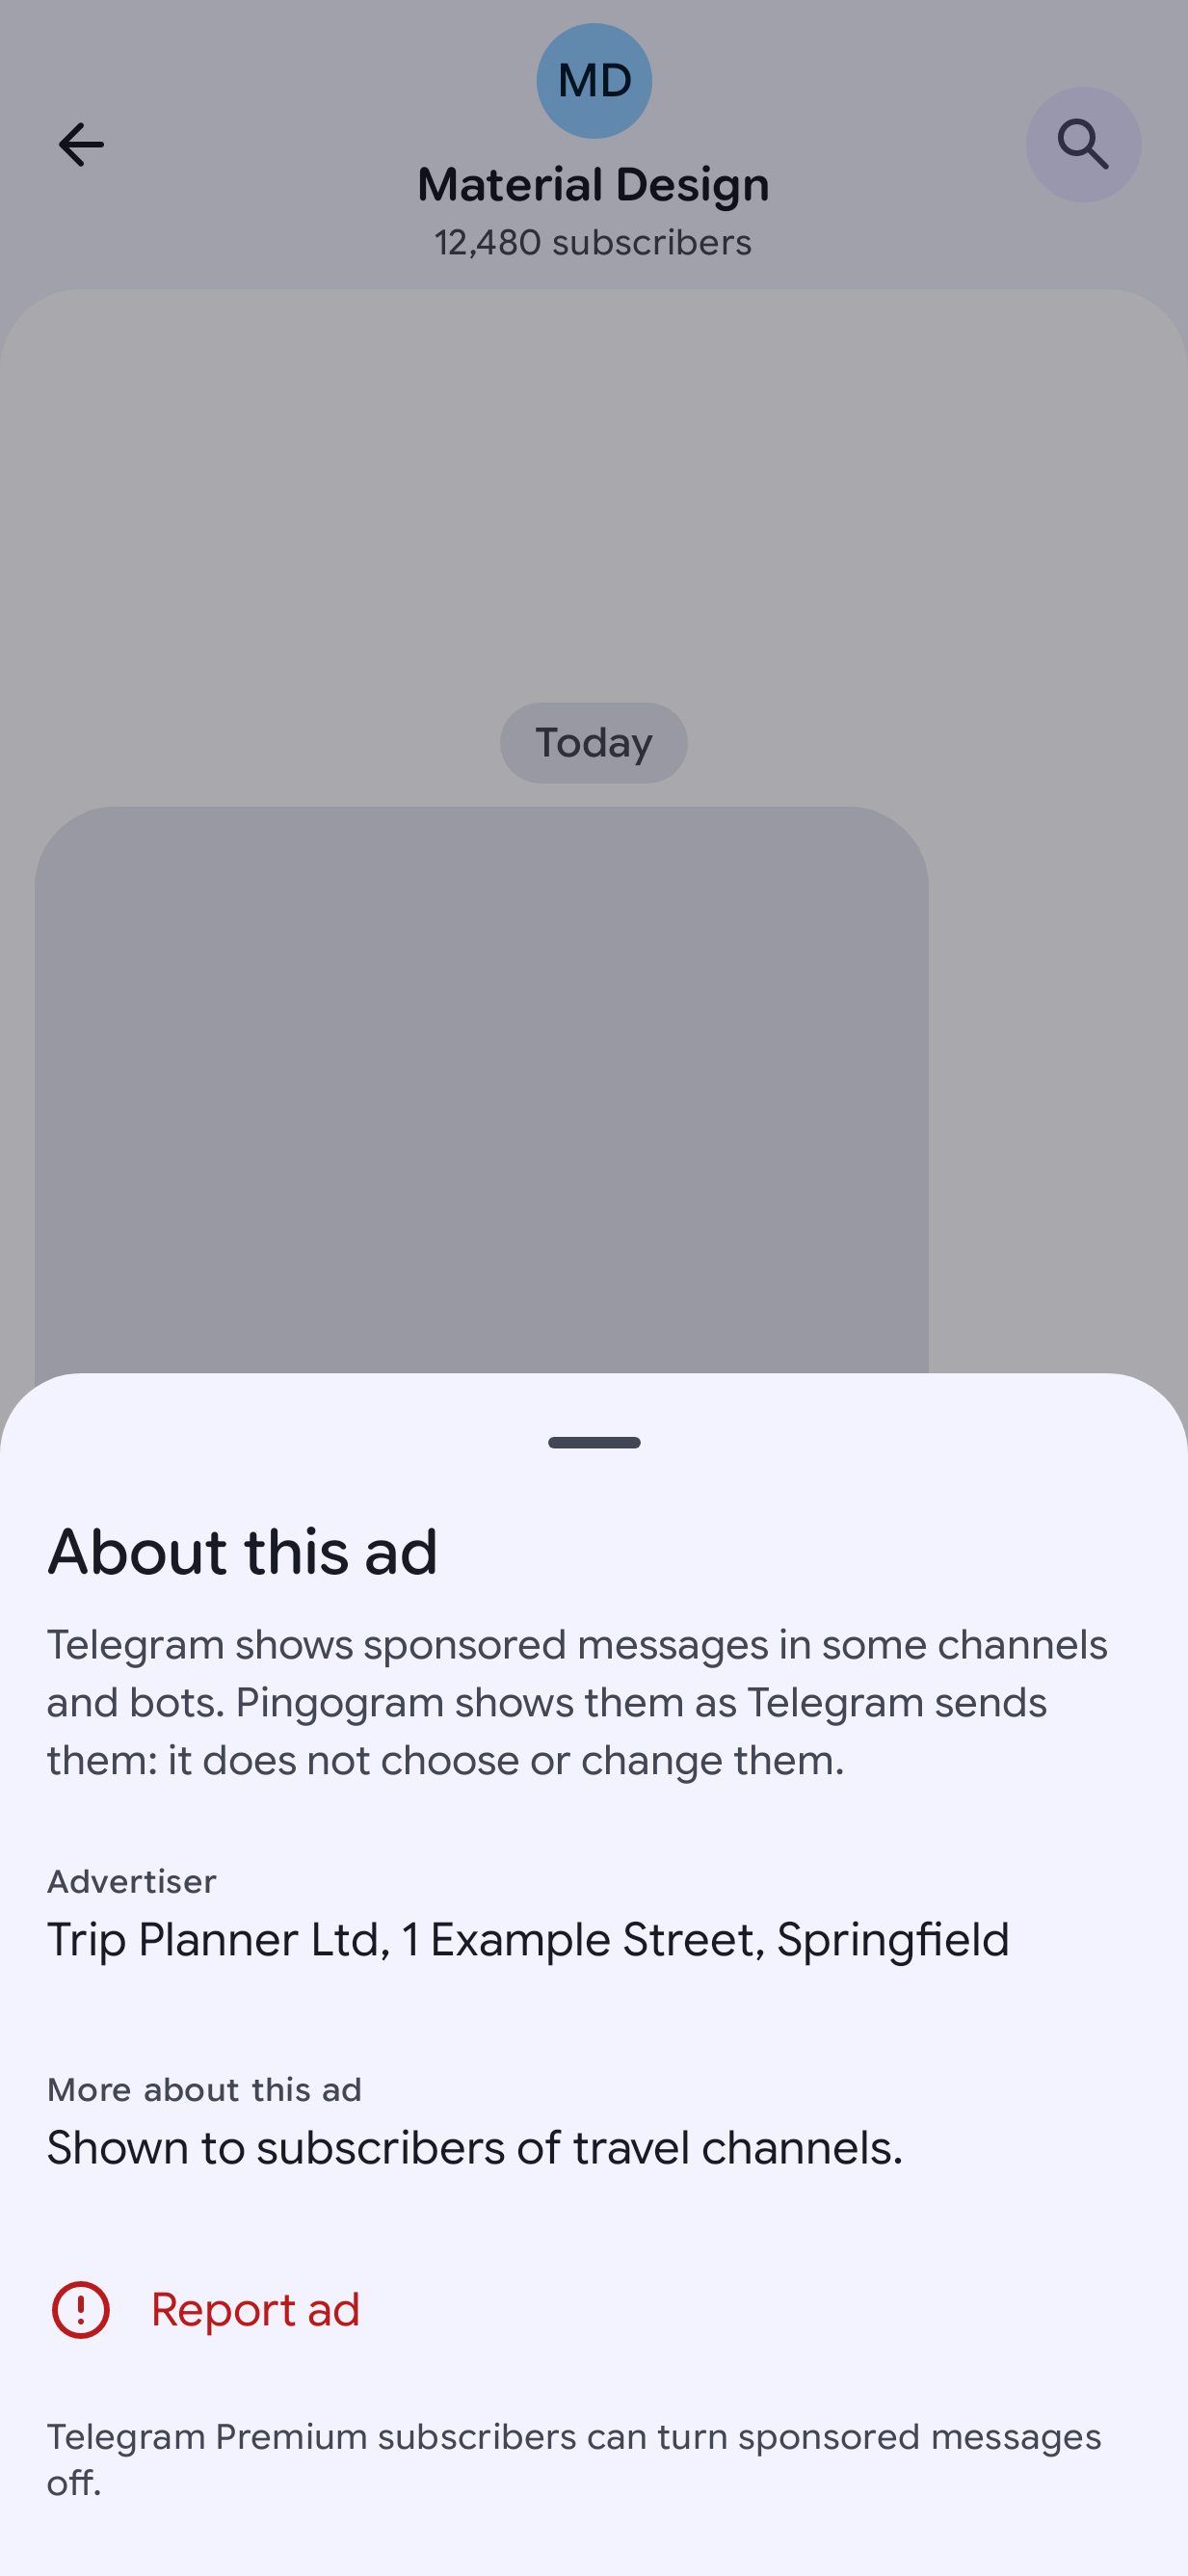 MD
Material Design
12,480 subscribers
Today
About this ad
Telegram shows sponsored messages in some channels
and bots. Pingogram shows them as Telegram sends
them: it does not choose or change them.
Advertiser
Trip Planner Ltd, 1 Example Street, Springfield
More about this ad
Shown to subscribers of travel channels.
Report ad
Telegram Premium subscribers can turn sponsored messages
off.